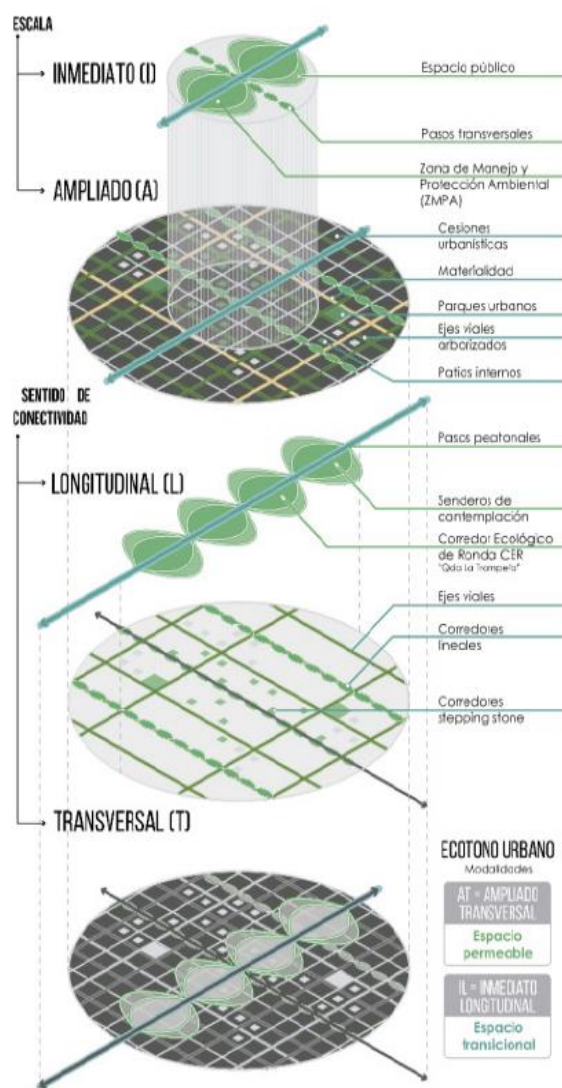 ESCALA
INMEDIATO (I)
Espacio público
Pasos transversales
Zona de Manejo y
Protección Ambiental
(ZMPA)
AMPLIADO (A)
Cesiones
urbanísticas
Materialidad
Parques urbanos
Ejes viales
arborizados
Patios internos
SENTIDO DE
CONECTIVIDAD
LONGITUDINAL (L)
Pasos peatonales
Senderos de
contemplación
Corredor Ecológico
de Ronda CER
"Qda La Trompeta"
Ejes viales
Corredores
lineales
Corredores
stepping stone
TRANSVERSAL (T)
ECOTONO URBANO
Modalidades
AT = AMPLIADO
TRANSVERSAL
Espacio
permeable
IL = INMEDIATO
LONGITUDINAL
Espacio
transicional